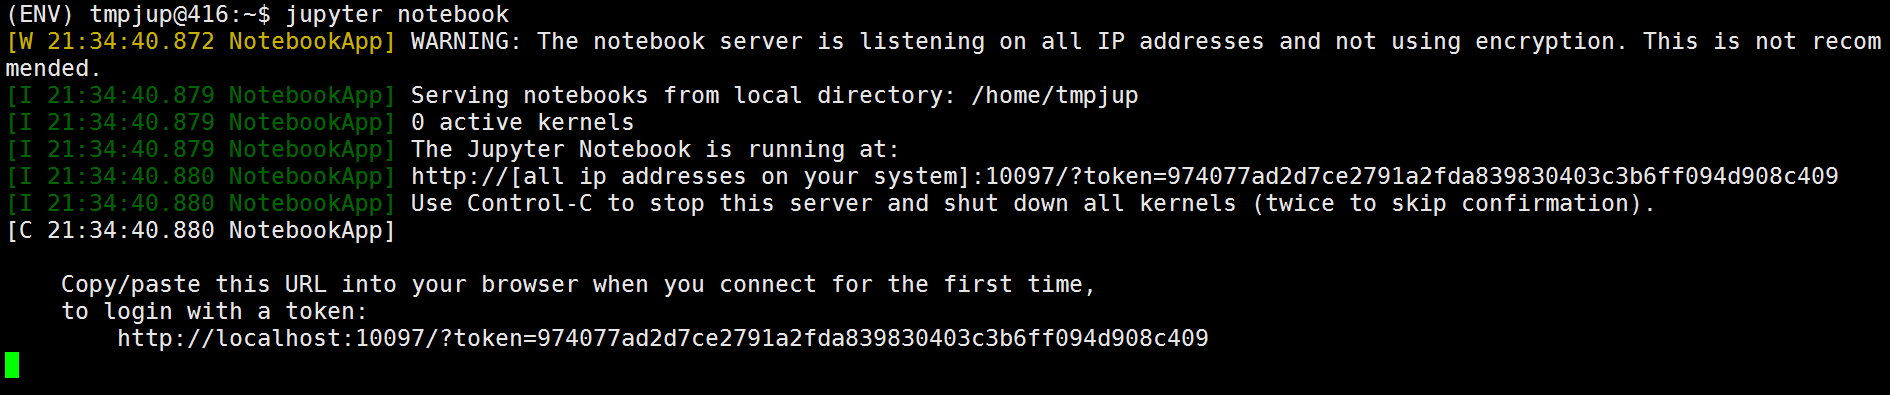 (ENV) tmpjup@416:~$ jupyter notebook
[W 21:34:40.872 NotebookApp] WARNING: The notebook server is listening on all IP addresses and not using encryption. This is not recom
mended.
[I 21:34:40.879 NotebookApp] Serving notebooks from local directory: /home/tmpjup
[I 21:34:40.879 NotebookApp] 0 active kernels
[I 21:34:40.879 NotebookApp] The Jupyter Notebook is running at:
[I 21:34:40.880 NotebookApp] http://[all ip addresses on your system]:10097/?token=974077ad2d7ce2791a2fda839830403c3b6ff094d908c409
[I 21:34:40.880 NotebookApp] Use Control-C to stop this server and shut down all kernels (twice to skip confirmation).
[C 21:34:40.880 NotebookApp]
Copy/paste this URL into your browser when you connect for the first time,
to login with a token:
http://localhost:10097/?token=974077ad2d7ce2791a2fda839830403c3b6ff094d908c409